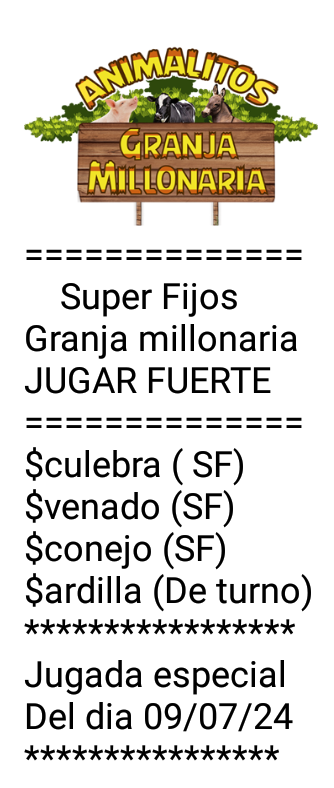 ANIMALITOS
GRANJA
MILLONARIA
==============
Super Fijos
Granja millonaria
JUGAR FUERTE
==============
$culebra ( SF)
$venado (SF)
$conejo (SF)
$ardilla (De turno)
*****************
Jugada especial
Del dia 09/07/24
****************